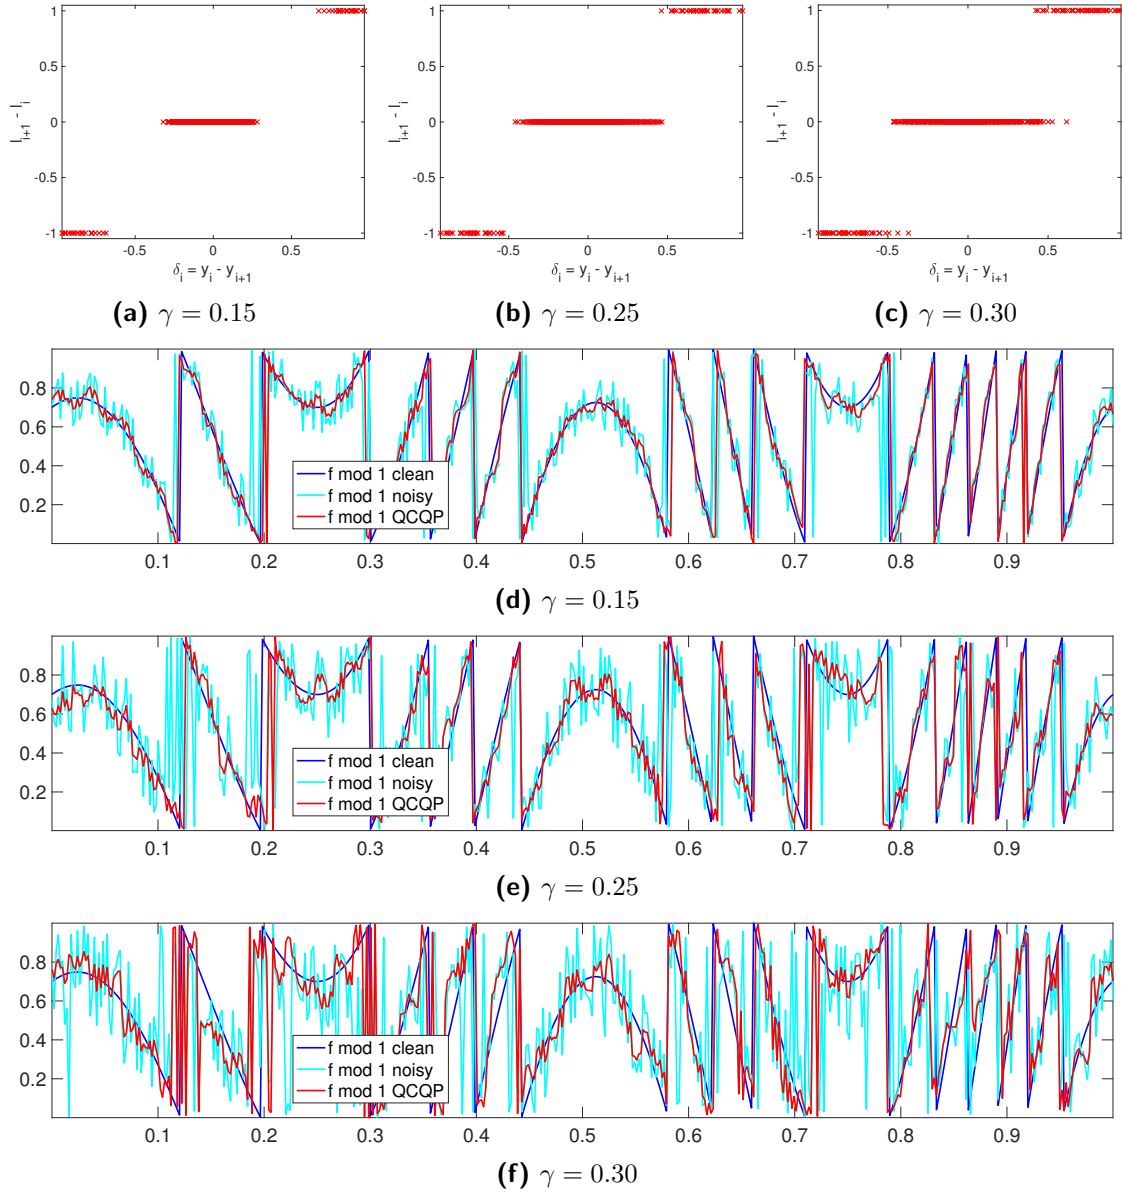 1
0.5
0
-0.5
-1
l_{i+1} - l_i
-0.5 0 0.5
δ_i = y_i - y_{i+1}
(a) γ = 0.15
1
0.5
0
-0.5
-1
l_{i+1} - l_i
-0.5 0 0.5
δ_i = y_i - y_{i+1}
(b) γ = 0.25
1
0.5
0
-0.5
-1
l_{i+1} - l_i
-0.5 0 0.5
δ_i = y_i - y_{i+1}
(c) γ = 0.30
0.8
0.6
0.4
0.2
f mod 1 clean
f mod 1 noisy
f mod 1 QCQP
0.1 0.2 0.3 0.4 0.5 0.6 0.7 0.8 0.9
(d) γ = 0.15
0.8
0.6
0.4
0.2
f mod 1 clean
f mod 1 noisy
f mod 1 QCQP
0.1 0.2 0.3 0.4 0.5 0.6 0.7 0.8 0.9
(e) γ = 0.25
0.8
0.6
0.4
0.2
f mod 1 clean
f mod 1 noisy
f mod 1 QCQP
0.1 0.2 0.3 0.4 0.5 0.6 0.7 0.8 0.9
(f) γ = 0.30